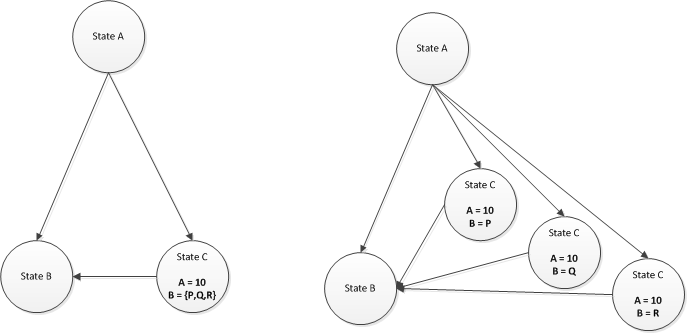 State A
State B
State C
A = 10
B = {P,Q,R}
State A
State C
A = 10
B = P
State C
A = 10
B = Q
State B
State C
A = 10
B = R